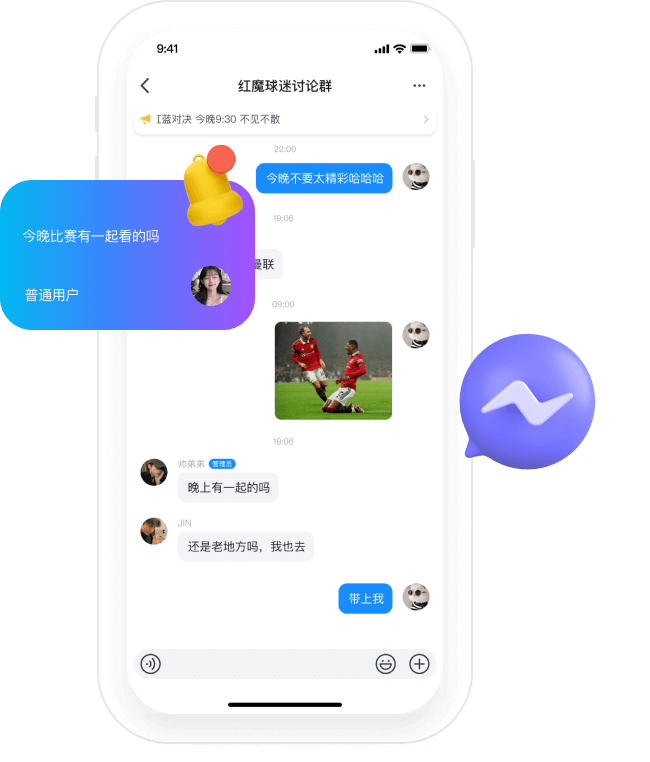 9:41
红魔球迷讨论群
蓝对决 今晚9:30 不见不散
22:00
今晚不要太精彩哈哈哈
19:06
今晚比赛有一起看的吗
普通用户
曼联
09:00
19:06
帅弟弟 管理员
晚上有一起的吗
JIN
还是老地方吗，我也去
带上我